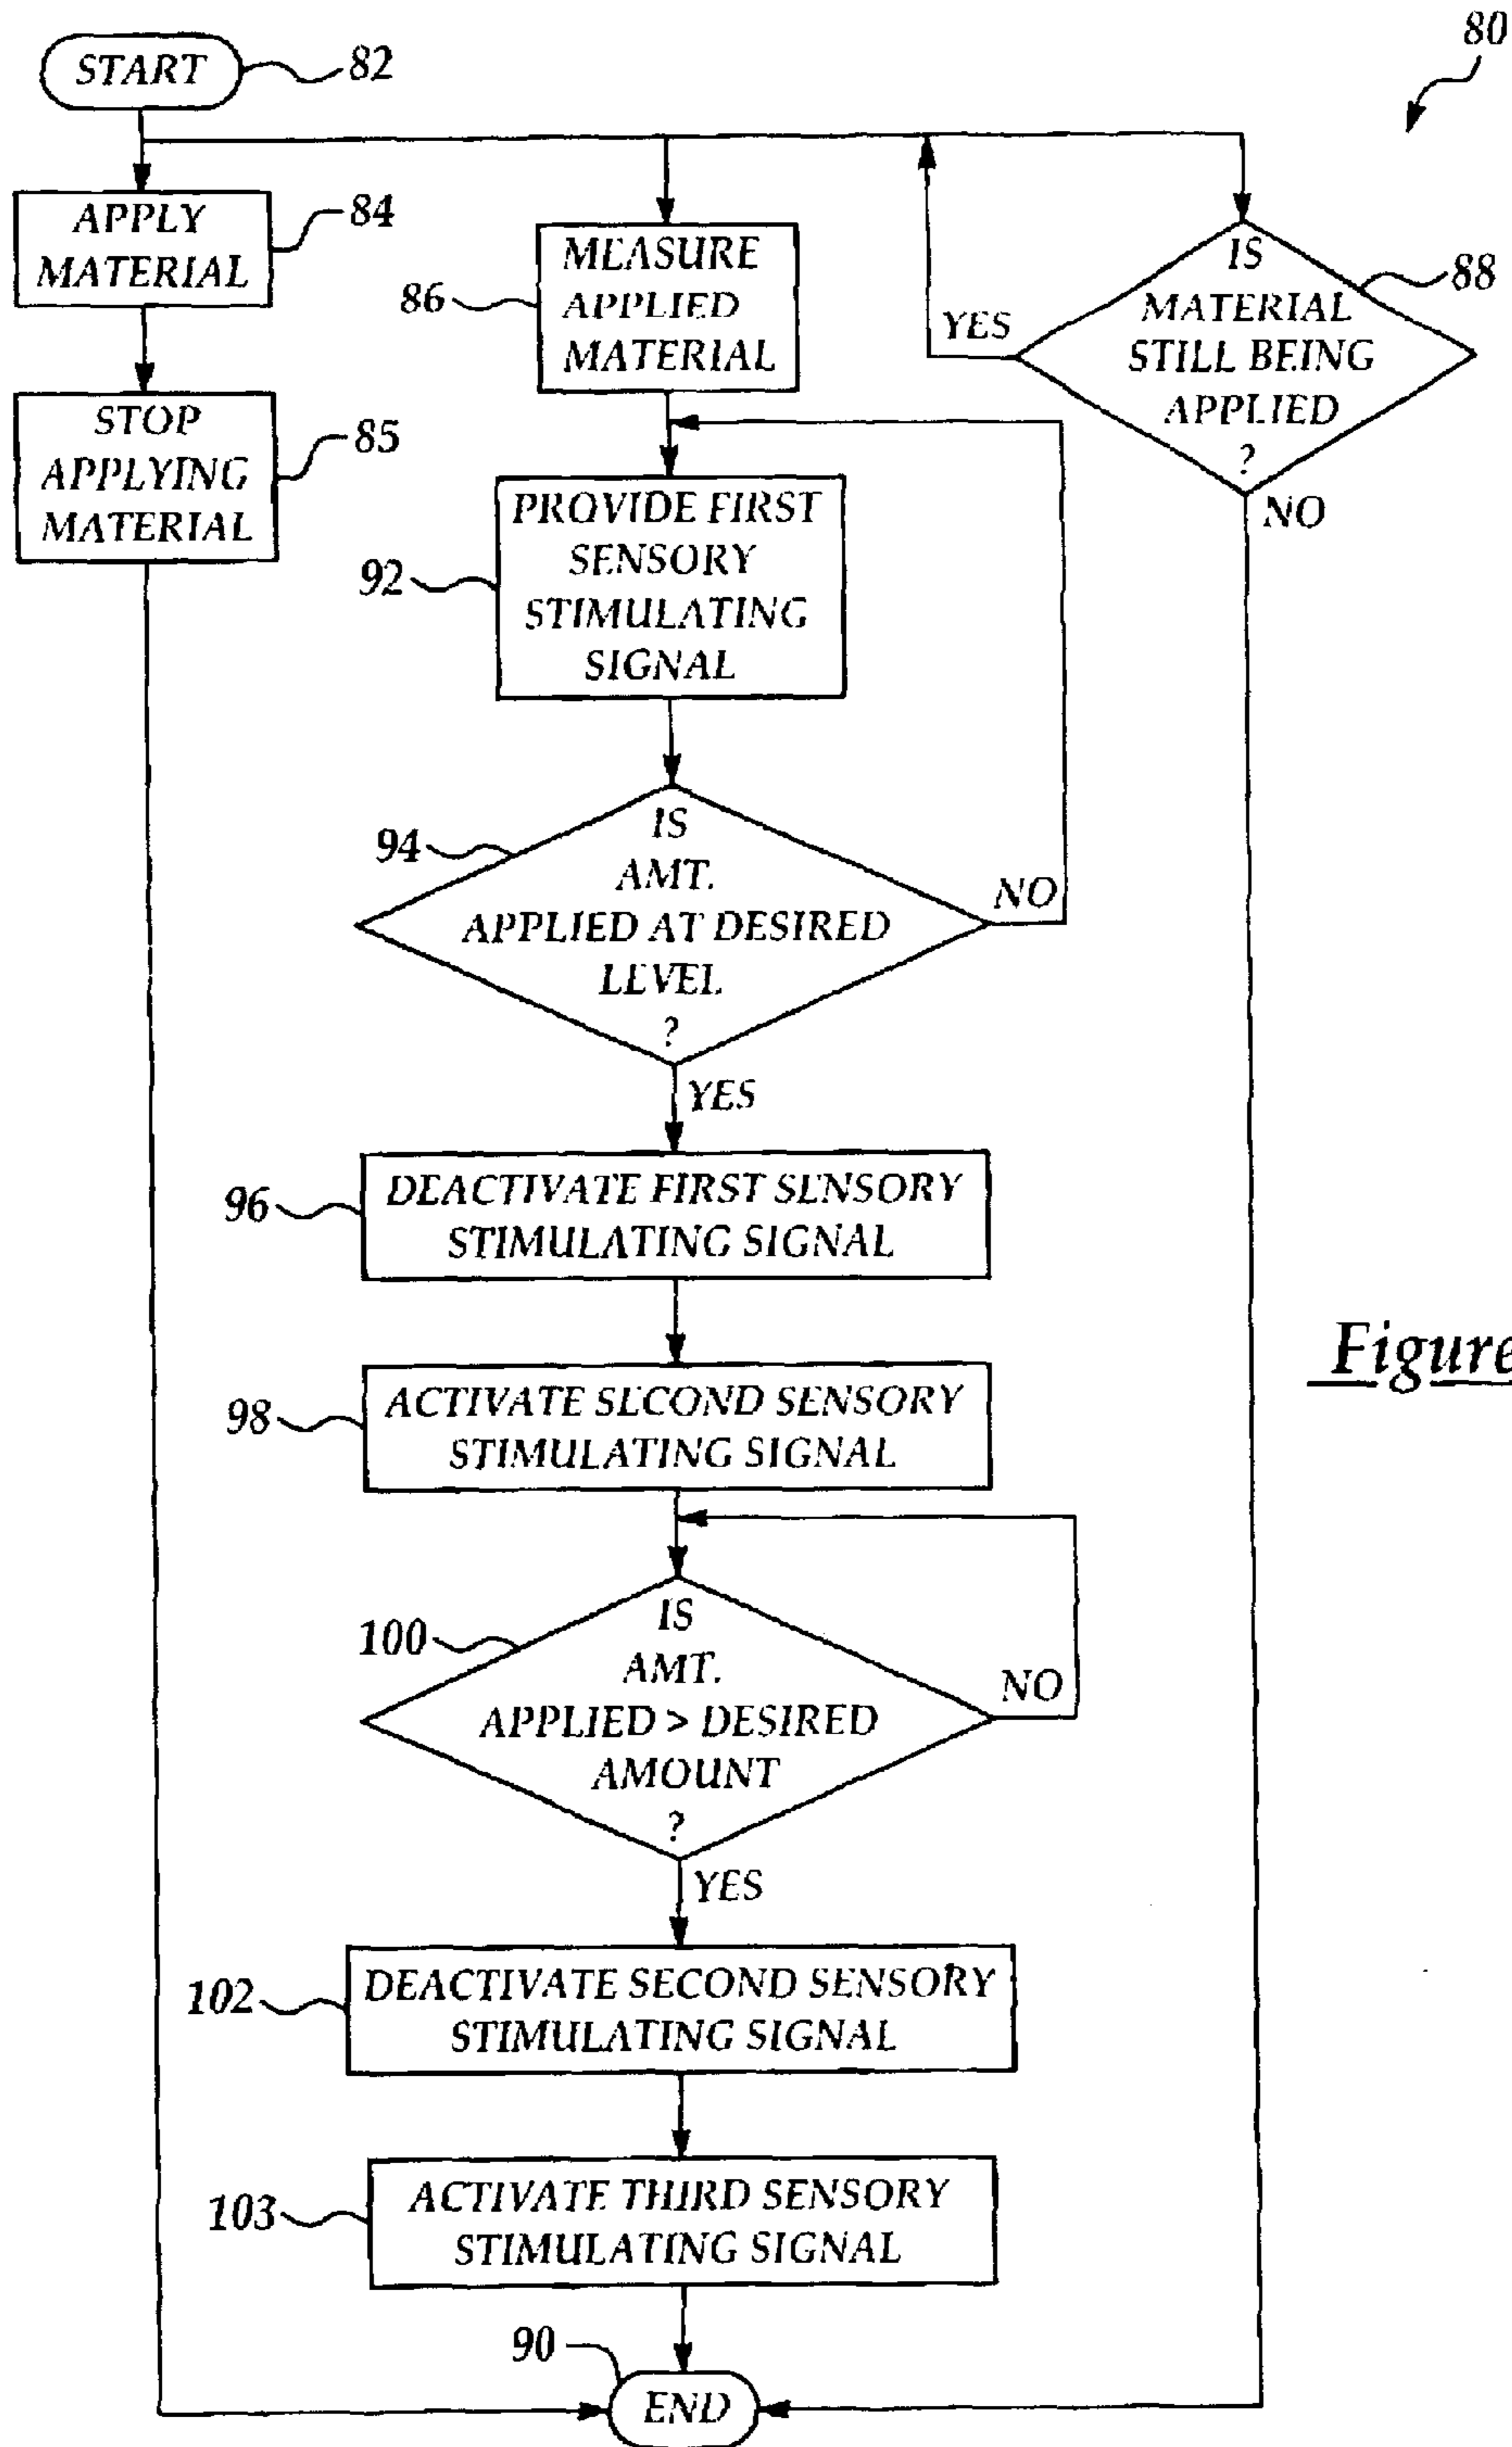 80
START
82
APPLY
MATERIAL
84
MEASURE
APPLIED
MATERIAL
86
IS
MATERIAL
STILL BEING
APPLIED
?
88
YES
NO
STOP
APPLYING
MATERIAL
85
PROVIDE FIRST
SENSORY
STIMULATING
SIGNAL
92
IS
AMT.
APPLIED AT DESIRED
LEVEL
?
94
NO
YES
DEACTIVATE FIRST SENSORY
STIMULATING SIGNAL
96
Figure
ACTIVATE SECOND SENSORY
STIMULATING SIGNAL
98
IS
AMT.
APPLIED > DESIRED
AMOUNT
?
100
NO
YES
DEACTIVATE SECOND SENSORY
STIMULATING SIGNAL
102
ACTIVATE THIRD SENSORY
STIMULATING SIGNAL
103
90
END